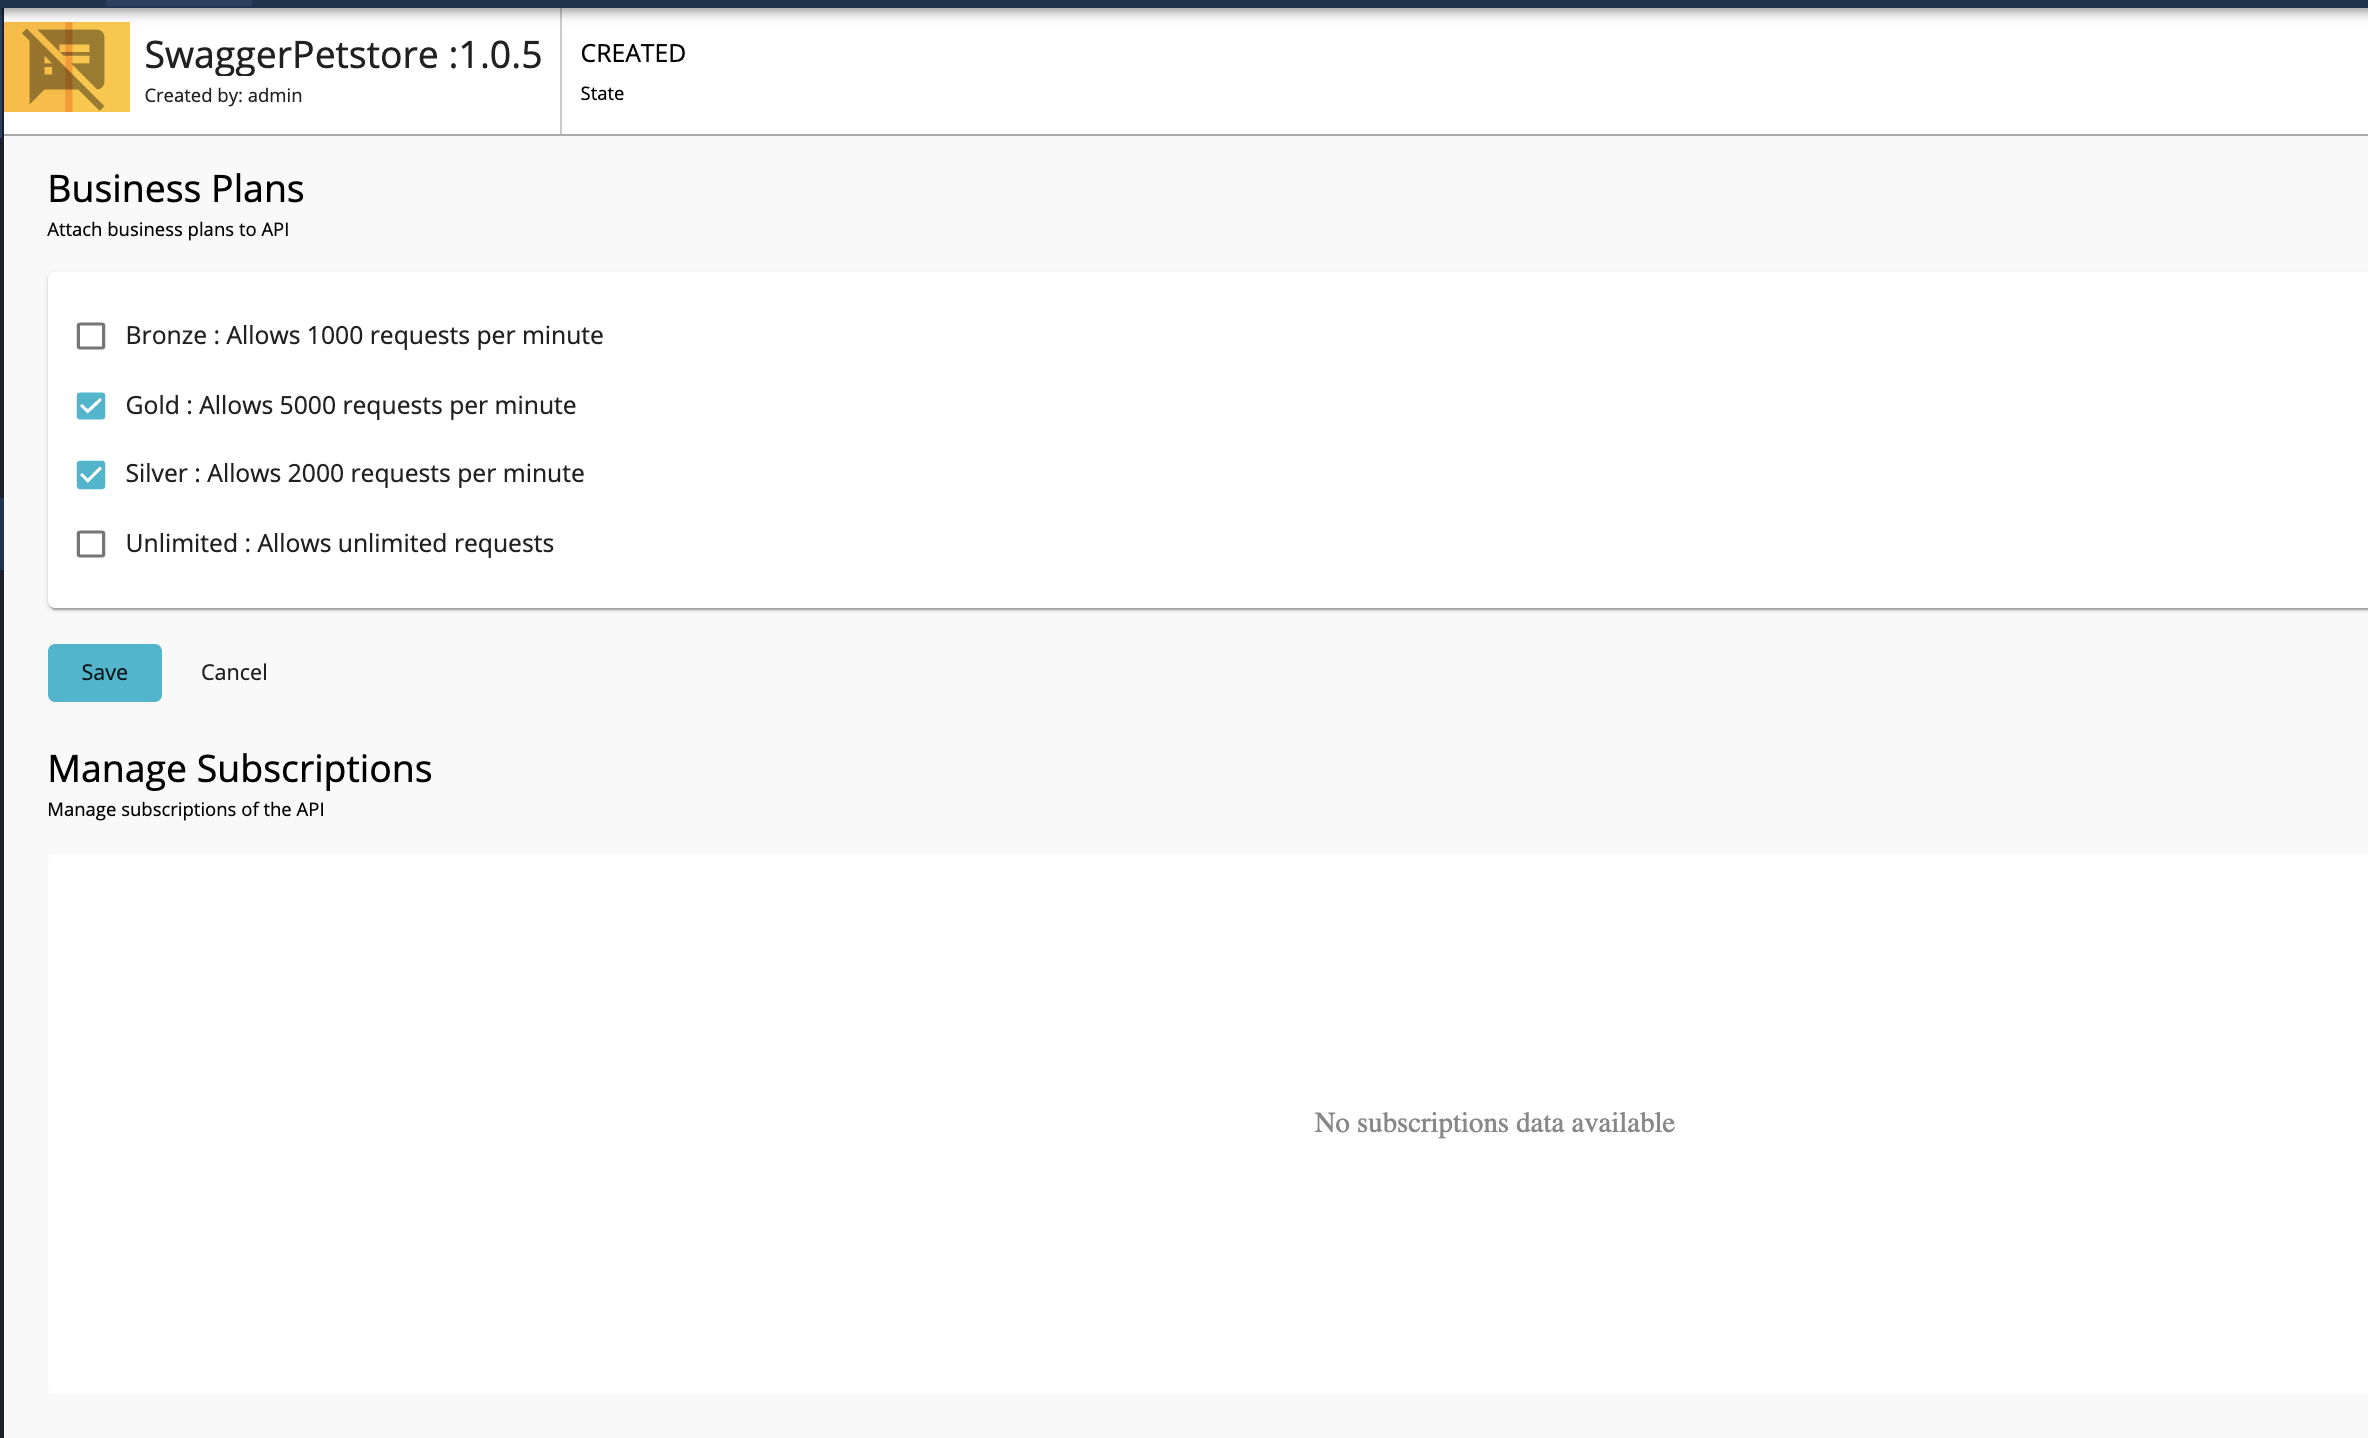 SwaggerPetstore :1.0.5
Created by: admin
CREATED
State
Business Plans
Attach business plans to API
Bronze : Allows 1000 requests per minute
Gold : Allows 5000 requests per minute
Silver : Allows 2000 requests per minute
Unlimited : Allows unlimited requests
Save
Cancel
Manage Subscriptions
Manage subscriptions of the API
No subscriptions data available